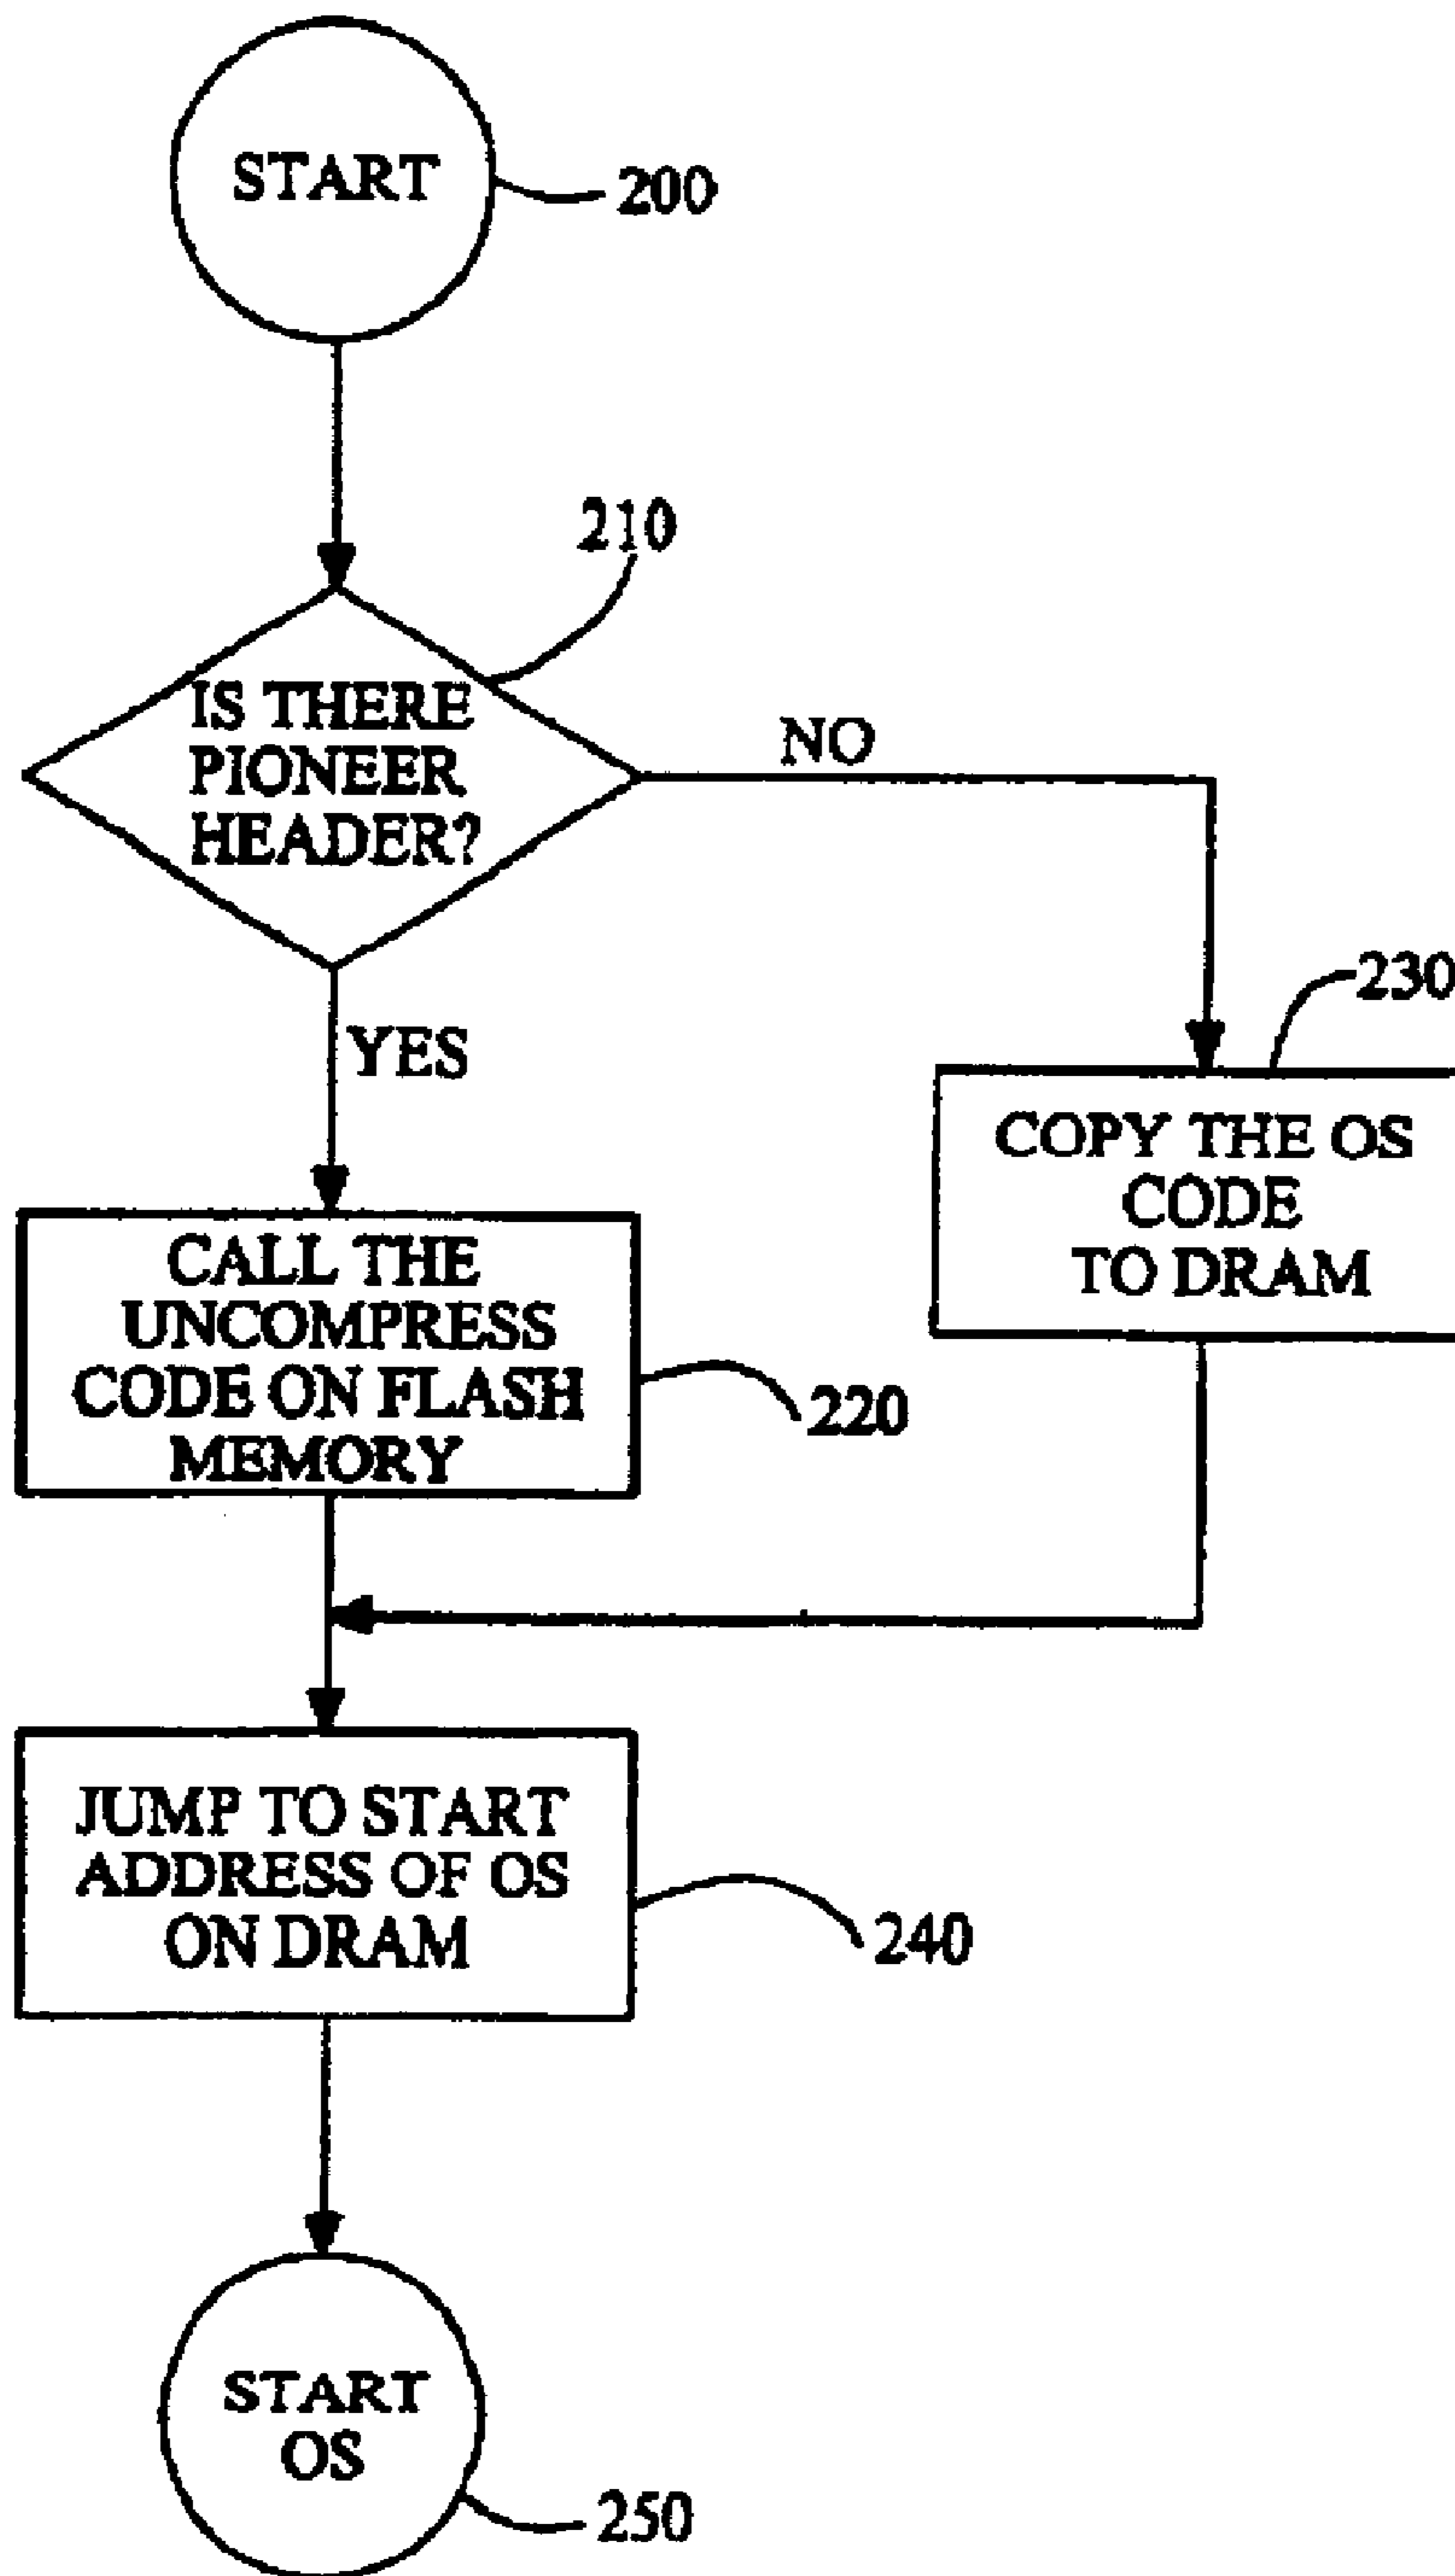 START
200
210
IS THERE
PIONEER
HEADER?
NO
YES
230
COPY THE OS
CODE
TO DRAM
CALL THE
UNCOMPRESS
CODE ON FLASH
MEMORY
220
JUMP TO START
ADDRESS OF OS
ON DRAM
240
START
OS
250